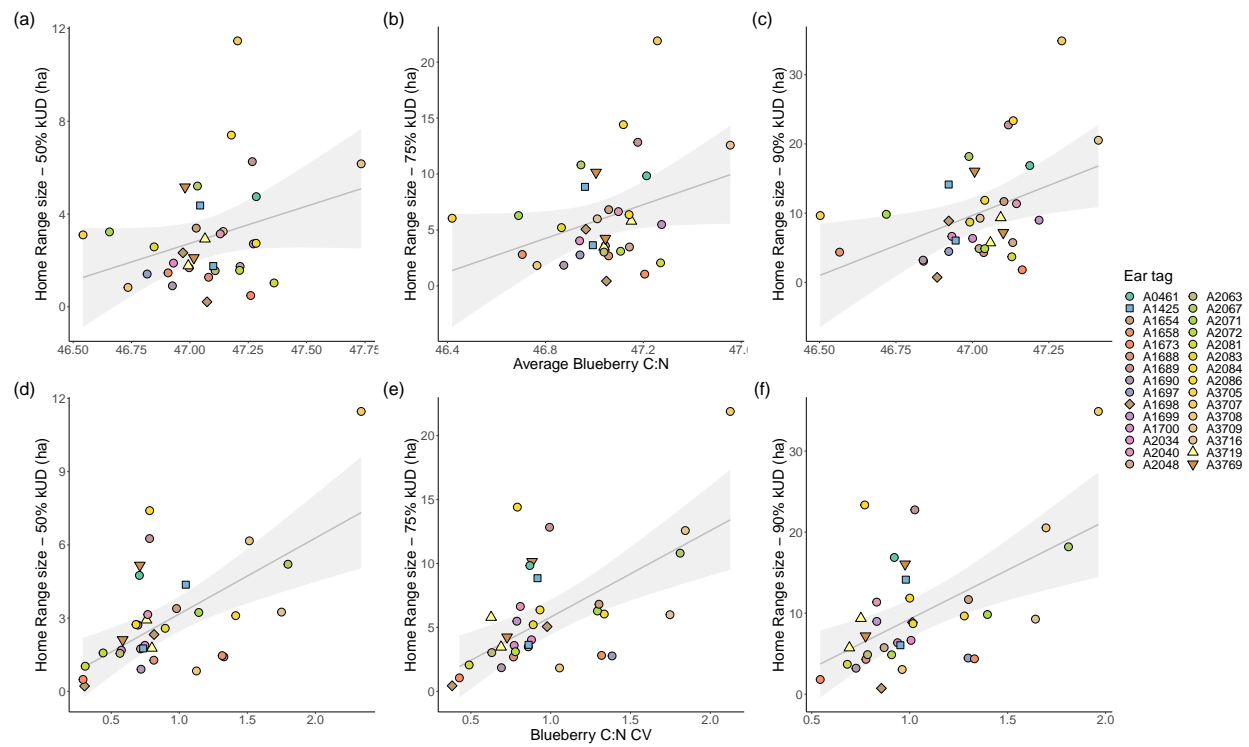 (a)
(b)
(c)
Home Range size − 50% kUD (ha)
12
8
4
0
46.50 46.75 47.00 47.25 47.50 47.75
Home Range size − 75% kUD (ha)
20
15
10
5
0
46.4 46.8 47.2 47.
Home Range size − 90% kUD (ha)
30
20
10
0
46.50 46.75 47.00 47.25
Average Blueberry C:N
(d)
(e)
(f)
Home Range size − 50% kUD (ha)
12
9
6
3
0
0.5 1.0 1.5 2.0
Home Range size − 75% kUD (ha)
20
15
10
5
0
0.5 1.0 1.5 2.0
Home Range size − 90% kUD (ha)
30
20
10
0
0.5 1.0 1.5 2.0
Blueberry C:N CV
Ear tag
A0461 A2063
A1425 A2067
A1654 A2071
A1658 A2072
A1673 A2081
A1688 A2083
A1689 A2084
A1690 A2086
A1697 A3705
A1698 A3707
A1699 A3708
A1700 A3709
A2034 A3716
A2040 A3719
A2048 A3769